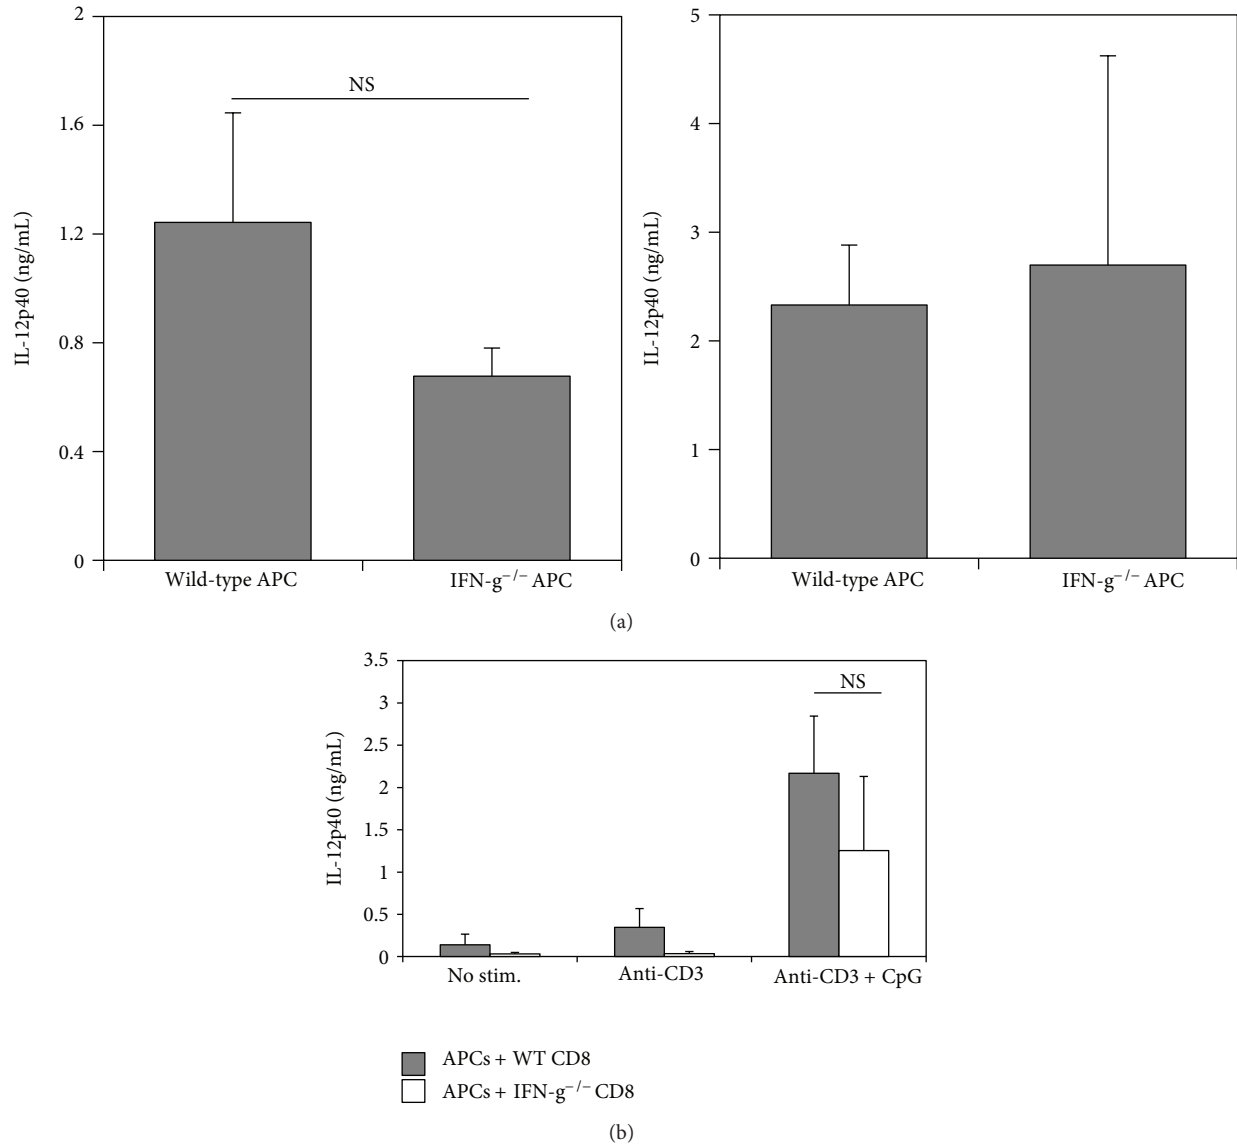 2
1.6
1.2
0.8
0.4
0
IL-12p40 (ng/mL)
NS
Wild-type APC
IFN-g−/− APC
5
4
3
2
1
0
IL-12p40 (ng/mL)
Wild-type APC
IFN-g−/− APC
(a)
3.5
3
2.5
2
1.5
1
0.5
0
IL-12p40 (ng/mL)
NS
No stim.
Anti-CD3
Anti-CD3 + CpG
APCs + WT CD8
APCs + IFN-g−/− CD8
(b)